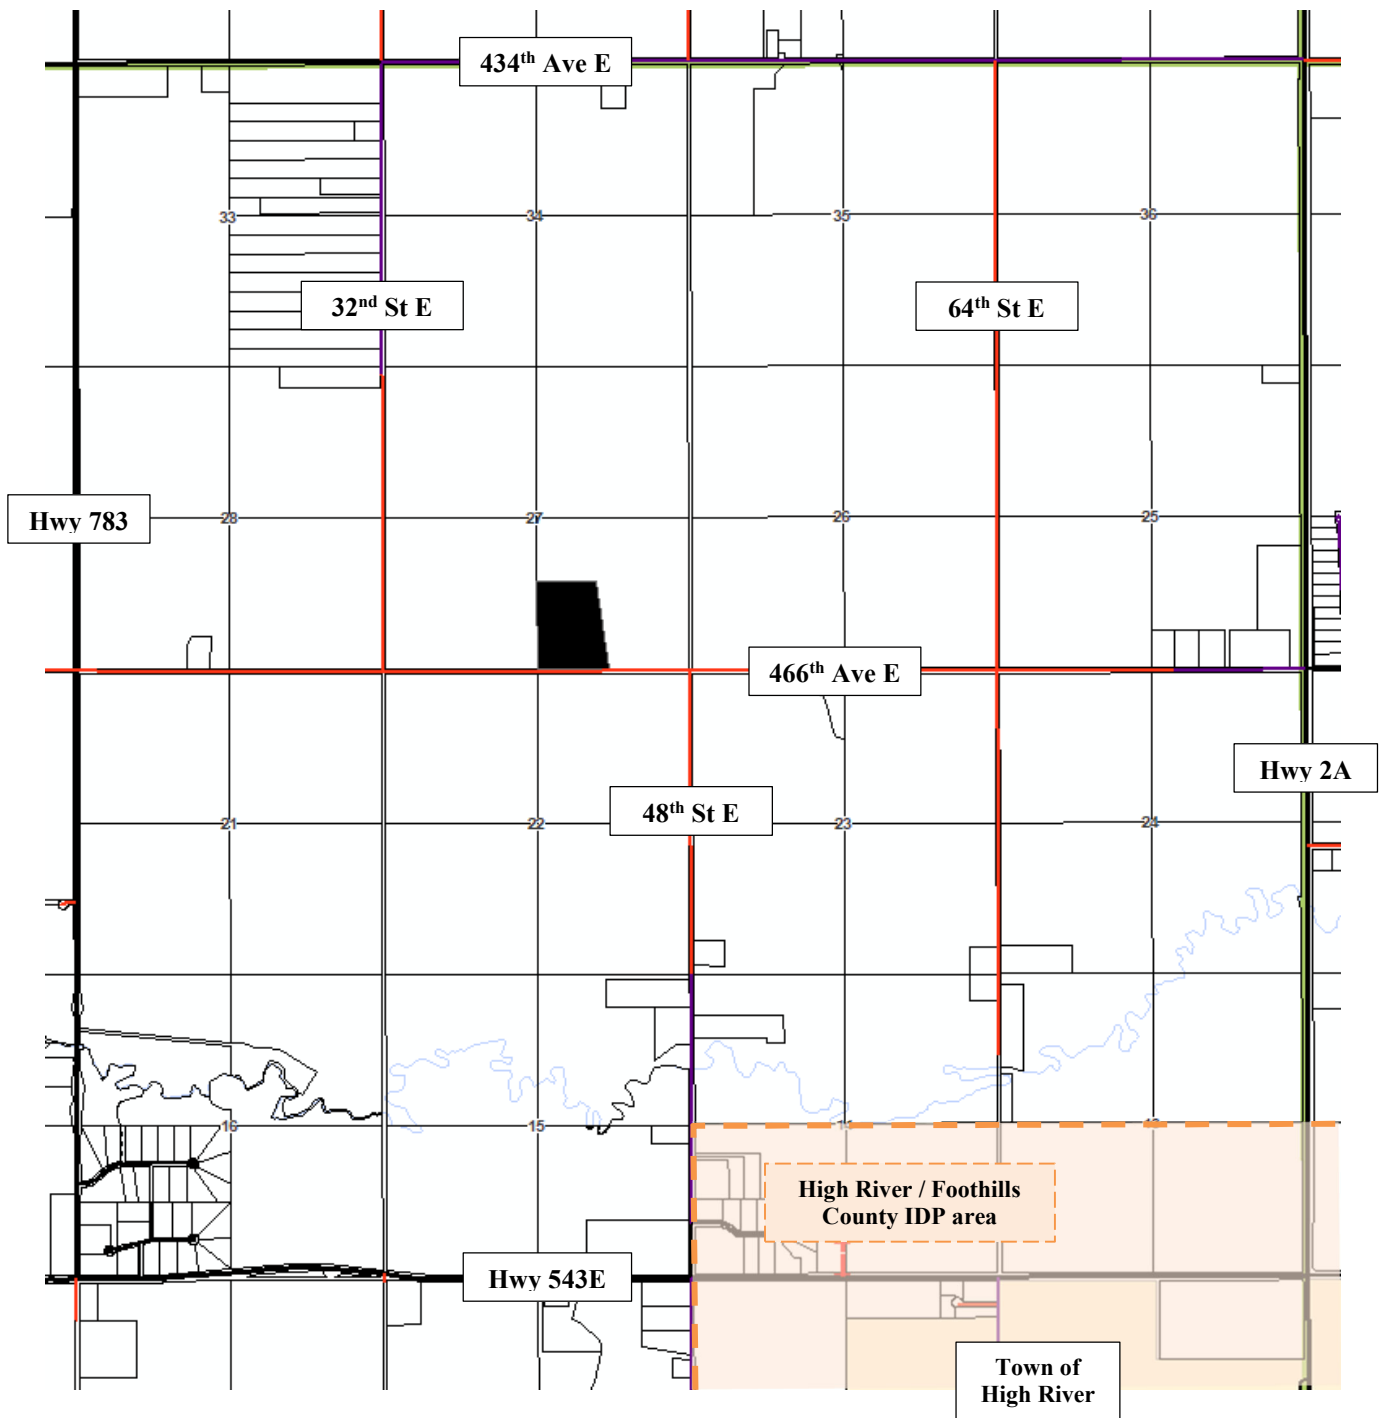 434th Ave E
33 34 35 36
32nd St E
64th St E
Hwy 783
28 27 26 25
466th Ave E
Hwy 2A
48th St E
21 22 23 24
16 15
High River / Foothills
County IDP area
Hwy 543E
Town of
High River